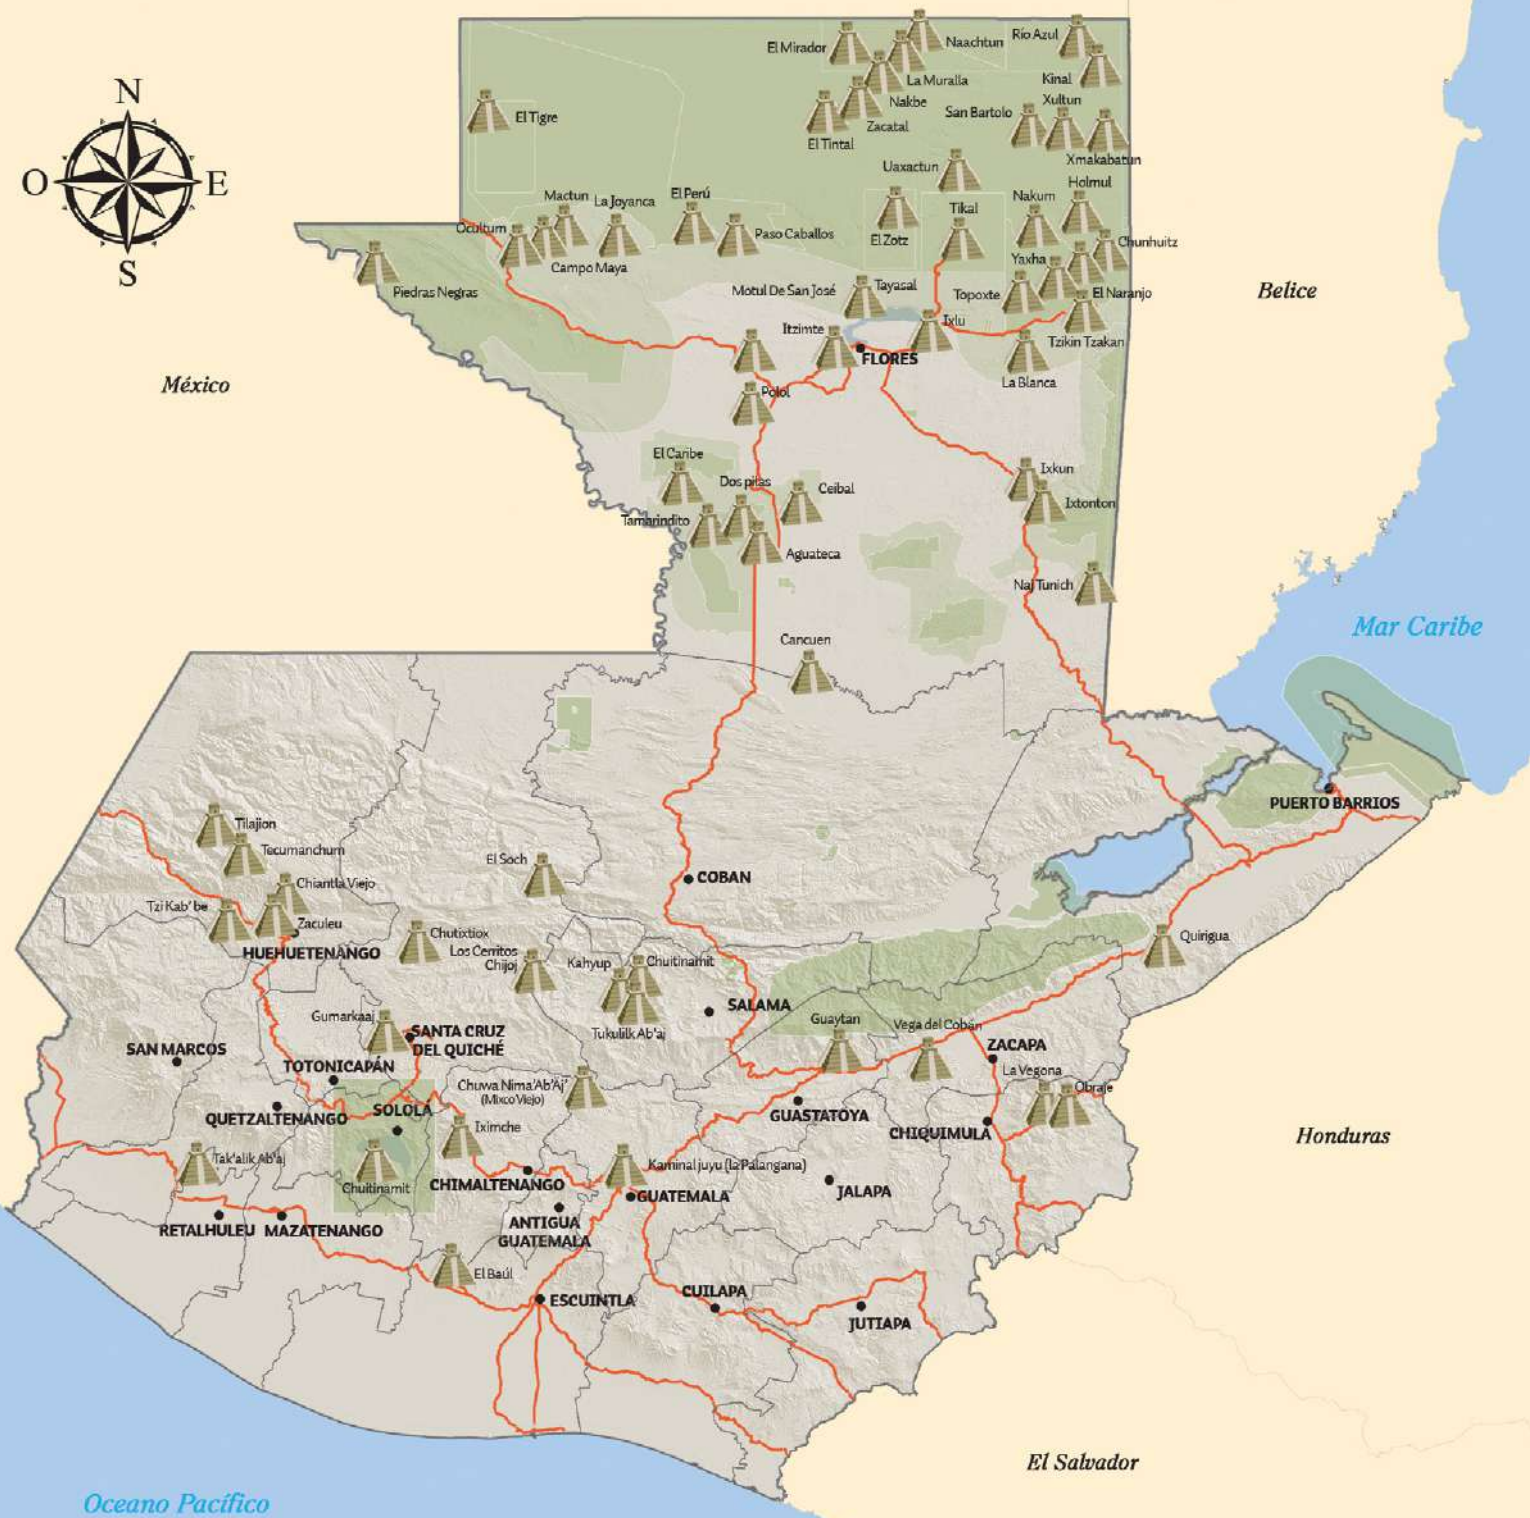 N
O
E
S
El Mirador
Naachtun
Río Azul
La Muralla
Kinal
El Tigre
Nakbe
Xultun
San Bartolo
Zacatal
El Tintal
Xmakabatun
Uaxactun
Holmul
Mactun
La Joyanca
El Perú
Nakum
Tikal
Ocultum
Paso Caballos
El Zotz
Chunhuitz
Campo Maya
Yaxha
Piedras Negras
Motul De San José
Tayasal
Topoxte
El Naranjo
Belice
Itzimte
Ixlu
Tzikin Tzakan
FLORES
La Blanca
México
Polol
El Caribe
Ixkun
Dos pilas
Ceibal
Ixtonton
Tamarindito
Aguateca
Naj Tunich
Mar Caribe
Cancuen
PUERTO BARRIOS
Tilajion
Tecumanchum
El Soch
COBAN
Chiantla Viejo
Tzi Kab' be
Zaculeu
Chutixtiox
Quirigua
HUEHUETENANGO
Los Cerritos
Chijoj
Kahyup
Chuitinamit
SALAMA
Gumarkaaj
Guaytan
Vega del Cobán
SANTA CRUZ
DEL QUICHÉ
Tukulilk Ab'aj
SAN MARCOS
ZACAPA
TOTONICAPÁN
La Vegona
Chuwa Nima'Ab'Aj'
(Mixco Viejo)
Obraje
SOLOLÁ
QUETZALTENANGO
GUASTATOYA
Iximche
CHIQUIMULA
Honduras
Tak'alik Ab'aj
Kaminal juyu (la Palangana)
Chuitinamit
CHIMALTENANGO
GUATEMALA
JALAPA
RETALHULEU
MAZATENANGO
ANTIGUA
GUATEMALA
El Baúl
ESCUINTLA
CUILAPA
JUTIAPA
El Salvador
Oceano Pacífico